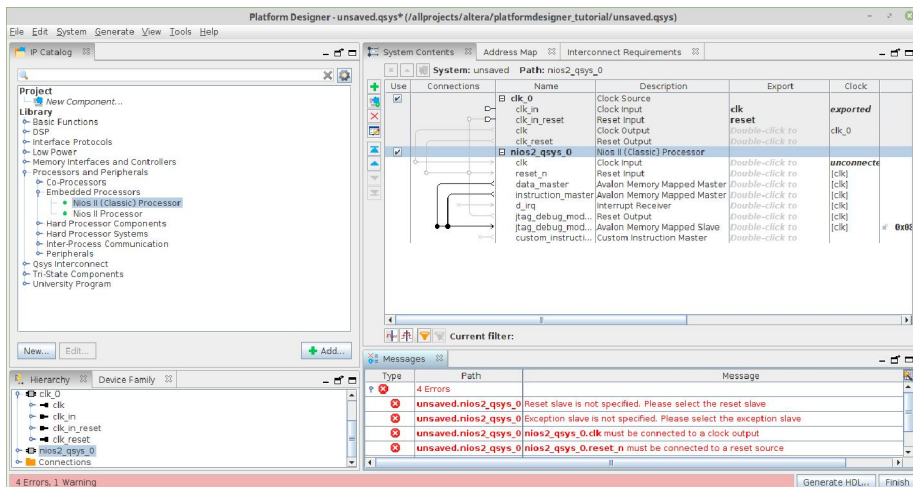 Platform Designer - unsaved.qsys* (/allprojects/altera/platformdesigner_tutorial/unsaved.qsys)
File Edit System Generate View Tools Help
IP Catalog
Project
New Component...
Library
Basic Functions
DSP
Interface Protocols
Low Power
Memory Interfaces and Controllers
Processors and Peripherals
Co-Processors
Embedded Processors
Nios II (Classic) Processor
Nios II Processor
Hard Processor Components
Hard Processor Systems
Inter-Process Communication
Peripherals
Qsys Interconnect
Tri-State Components
University Program
New... Edit... Add...
Hierarchy Device Family
clk_0
clk
clk_in
clk_in_reset
clk_reset
nios2_qsys_0
Connections
System Contents Address Map Interconnect Requirements
System: unsaved Path: nios2_qsys_0
Use Connections Name Description Export Clock
clk_0 Clock Source
clk_in Clock Input clk exported
clk_in_reset Reset Input reset
clk Clock Output Double-click to clk_0
clk_reset Reset Output Double-click to
nios2_qsys_0 Nios II (Classic) Processor
clk Clock Input Double-click to unconnecte
reset_n Reset Input Double-click to [clk]
data_master Avalon Memory Mapped Master Double-click to [clk]
instruction_master Avalon Memory Mapped Master Double-click to [clk]
d_irq Interrupt Receiver Double-click to [clk]
jtag_debug_mod... Reset Output Double-click to [clk]
jtag_debug_mod... Avalon Memory Mapped Slave Double-click to [clk]
custom_instructi... Custom Instruction Master Double-click to
Current filter:
Messages
Type Path Message
4 Errors
unsaved.nios2_qsys_0 Reset slave is not specified. Please select the reset slave
unsaved.nios2_qsys_0 Exception slave is not specified. Please select the exception slave
unsaved.nios2_qsys_0 nios2_qsys_0.clk must be connected to a clock output
unsaved.nios2_qsys_0 nios2_qsys_0.reset_n must be connected to a reset source
4 Errors, 1 Warning
Generate HDL... Finish